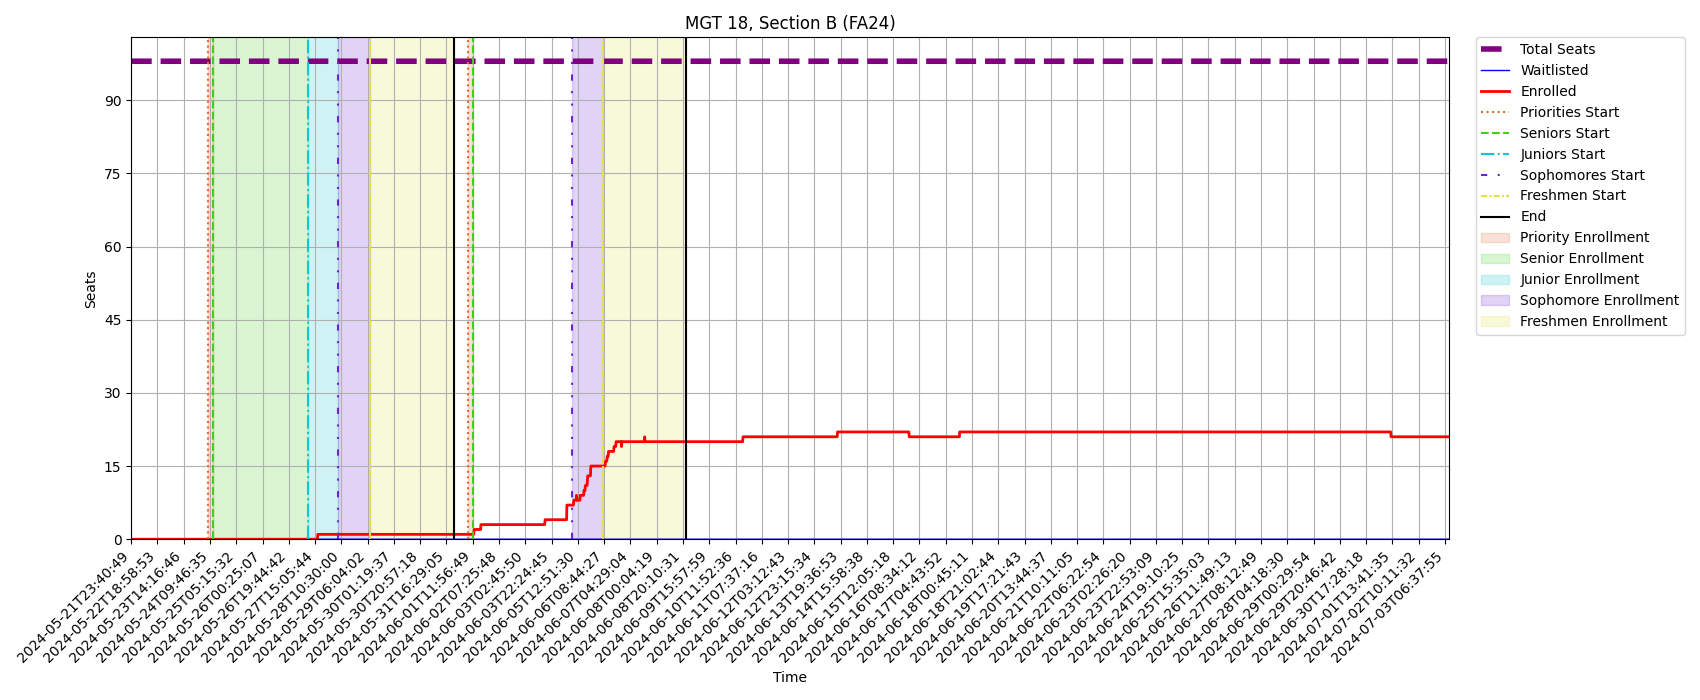 MGT 18, Section B (FA24)
Total Seats
Waitlisted
Enrolled
Priorities Start
Seniors Start
Juniors Start
Sophomores Start
Freshmen Start
End
Priority Enrollment
Senior Enrollment
Junior Enrollment
Sophomore Enrollment
Freshmen Enrollment
Seats
90
75
60
45
30
15
0
2024-05-21T23:40:49
2024-05-22T18:58:53
2024-05-23T14:16:46
2024-05-24T09:46:35
2024-05-25T05:15:32
2024-05-26T00:25:07
2024-05-26T19:44:42
2024-05-27T15:05:44
2024-05-28T10:30:00
2024-05-29T06:04:02
2024-05-30T01:19:37
2024-05-30T20:57:18
2024-05-31T16:29:05
2024-06-01T11:56:49
2024-06-02T07:25:48
2024-06-03T02:45:50
2024-06-03T22:24:45
2024-06-05T12:51:30
2024-06-06T08:44:27
2024-06-07T04:29:04
2024-06-08T00:04:19
2024-06-08T20:10:31
2024-06-09T15:57:59
2024-06-10T11:52:36
2024-06-11T07:37:16
2024-06-12T03:12:43
2024-06-12T23:15:34
2024-06-13T19:36:53
2024-06-14T15:58:38
2024-06-15T12:05:18
2024-06-16T08:34:12
2024-06-17T04:43:52
2024-06-18T00:45:11
2024-06-18T21:02:44
2024-06-19T17:21:43
2024-06-20T13:44:37
2024-06-21T10:11:05
2024-06-22T06:22:54
2024-06-23T02:26:20
2024-06-23T22:53:09
2024-06-24T19:10:25
2024-06-25T15:35:03
2024-06-26T11:49:13
2024-06-27T08:12:49
2024-06-28T04:18:30
2024-06-29T00:29:54
2024-06-29T20:46:42
2024-06-30T17:28:18
2024-07-01T13:41:35
2024-07-02T10:11:32
2024-07-03T06:37:55
Time